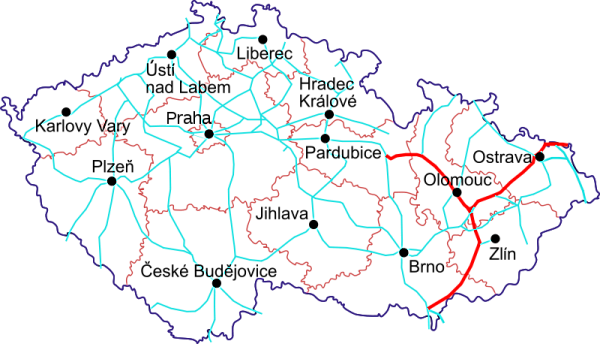 Liberec
Ústí
nad Labem
Hradec
Králové
Karlovy Vary
Praha
Pardubice
Ostrava
Plzeň
Olomouc
Jihlava
Zlín
Brno
České Budějovice